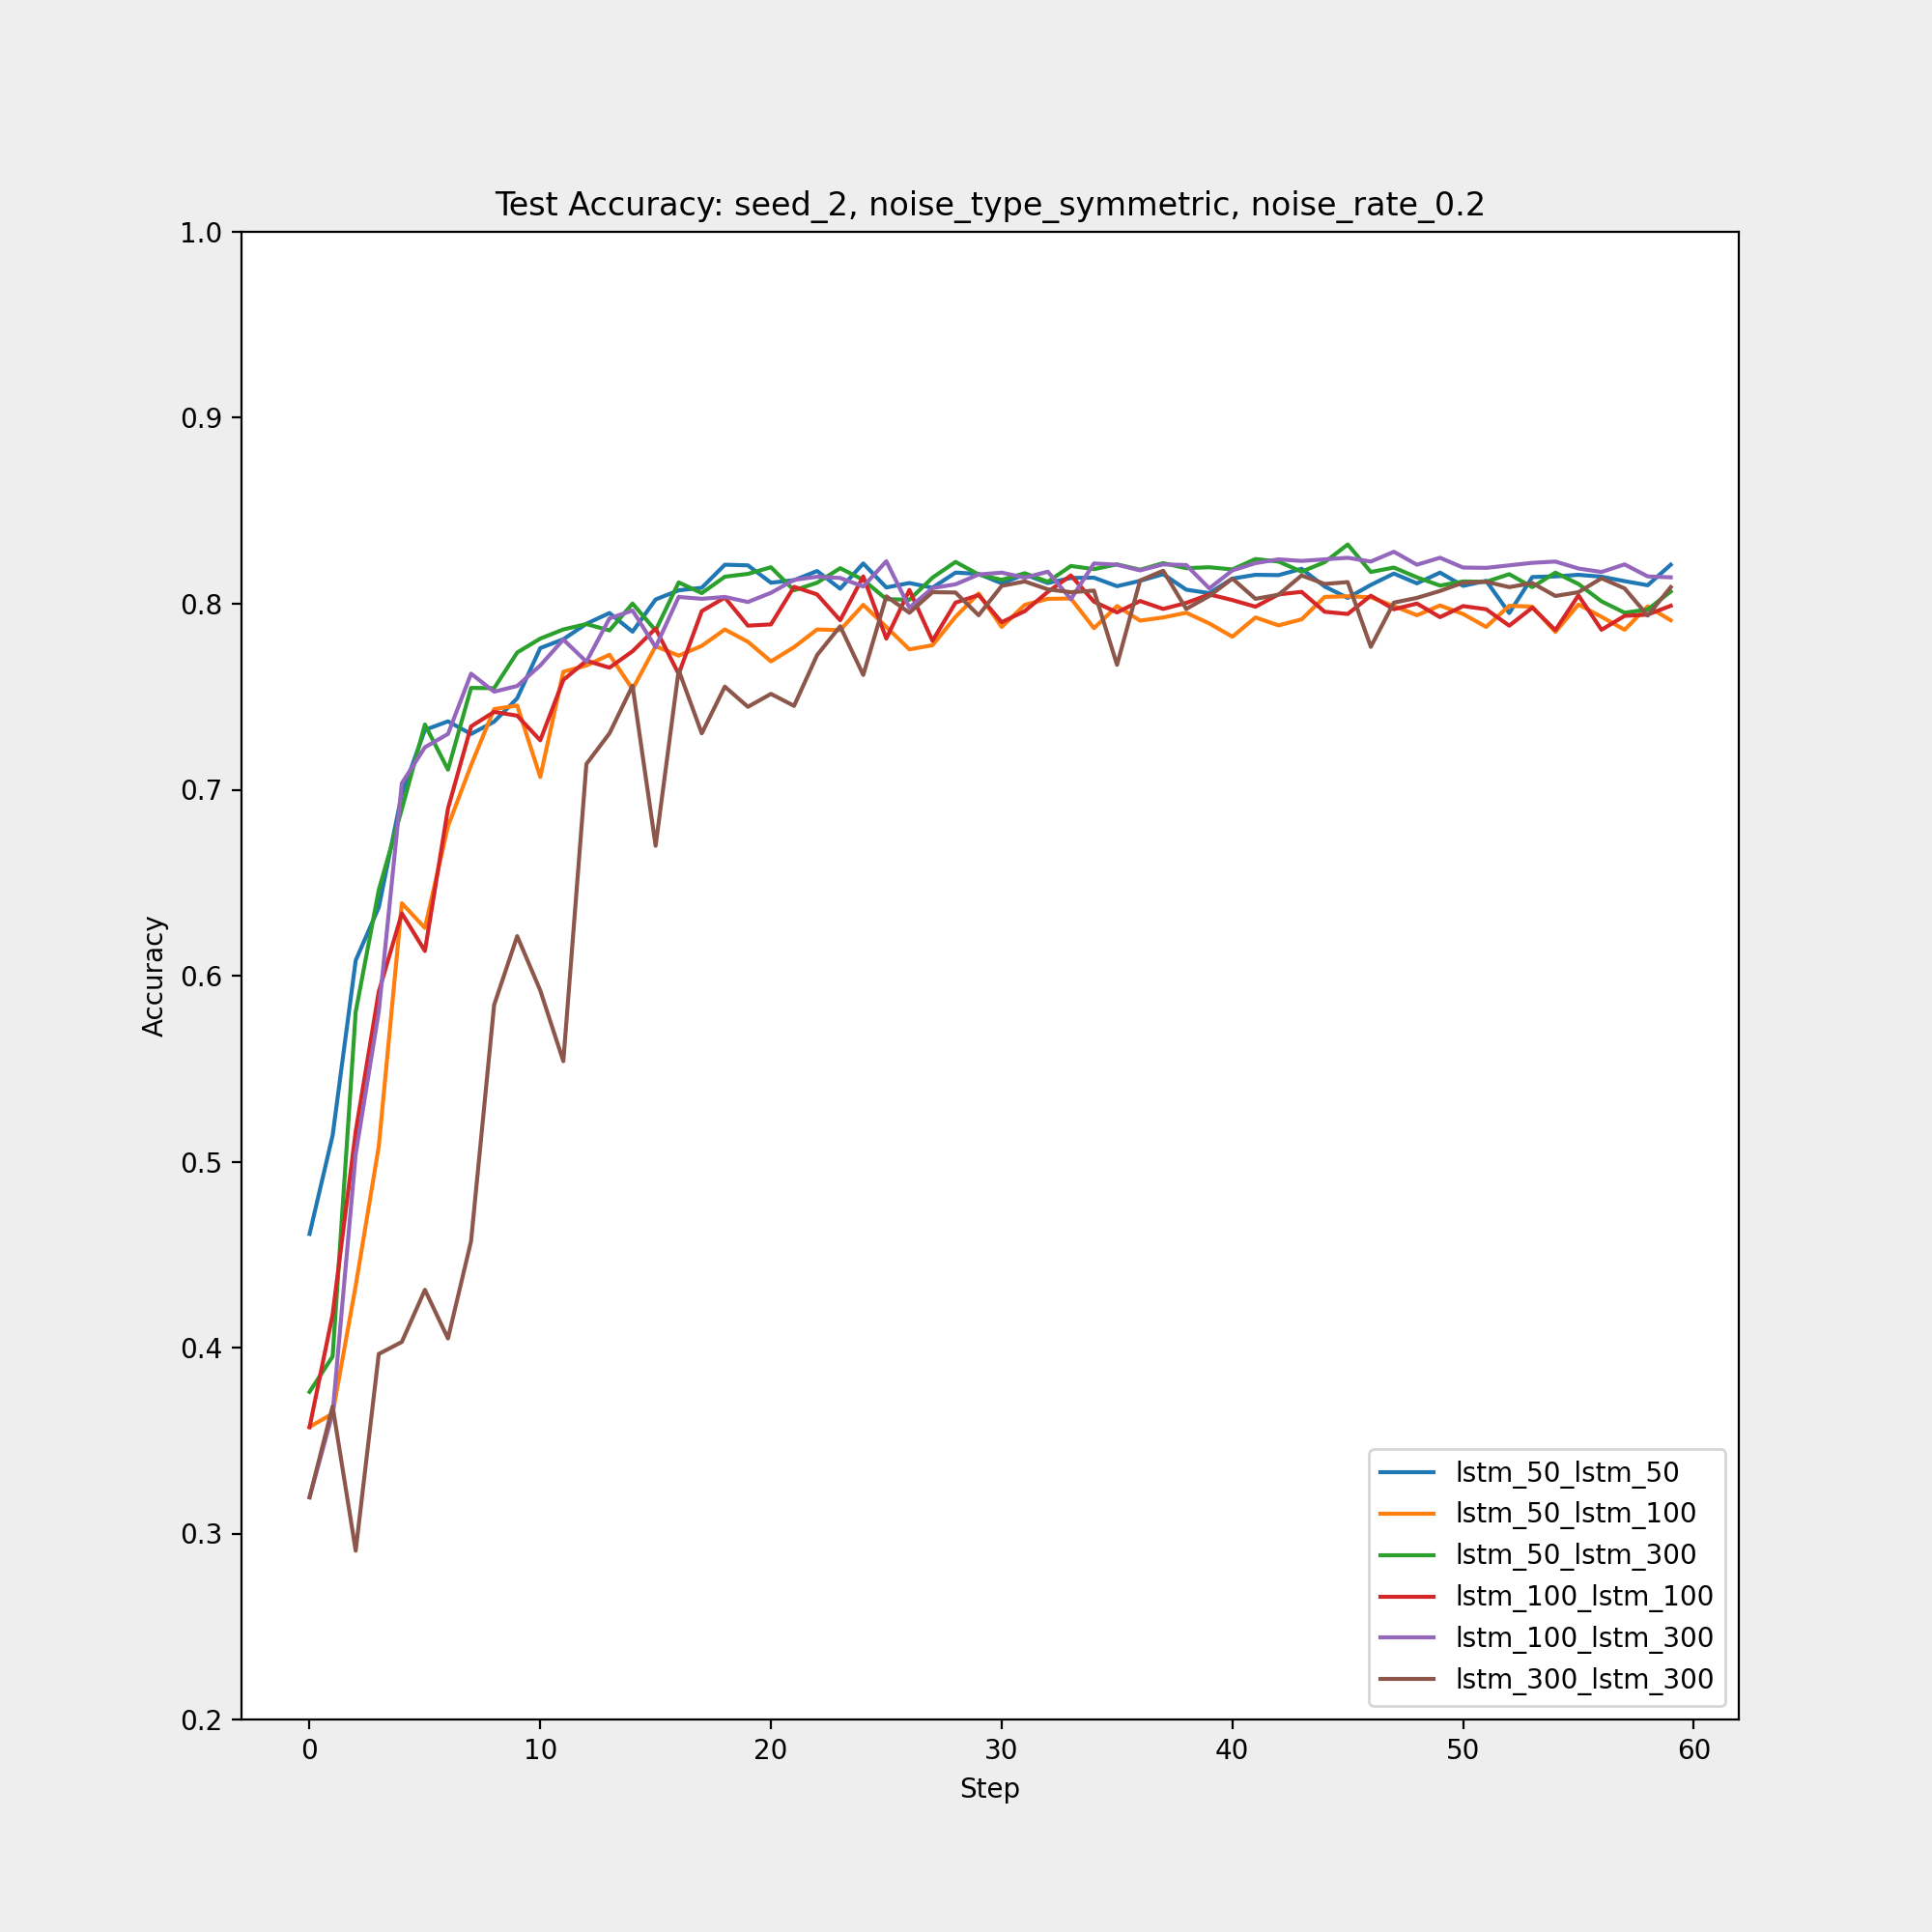 Test Accuracy: seed_2, noise_type_symmetric, noise_rate_0.2
1.0
0.9
0.8
0.7
0.6
0.5
0.4
0.3
0.2
Accuracy
0 10 20 30 40 50 60
Step
lstm_50_lstm_50
lstm_50_lstm_100
lstm_50_lstm_300
lstm_100_lstm_100
lstm_100_lstm_300
lstm_300_lstm_300